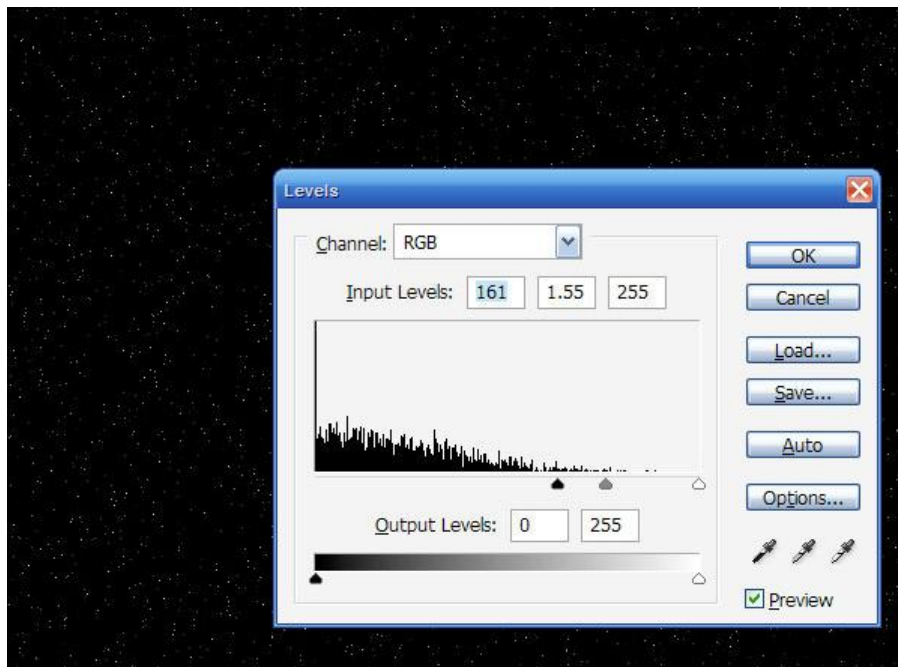 Levels
Channel: RGB
Input Levels: 161 1.55 255
Output Levels: 0 255
OK
Cancel
Load...
Save...
Auto
Options...
Preview